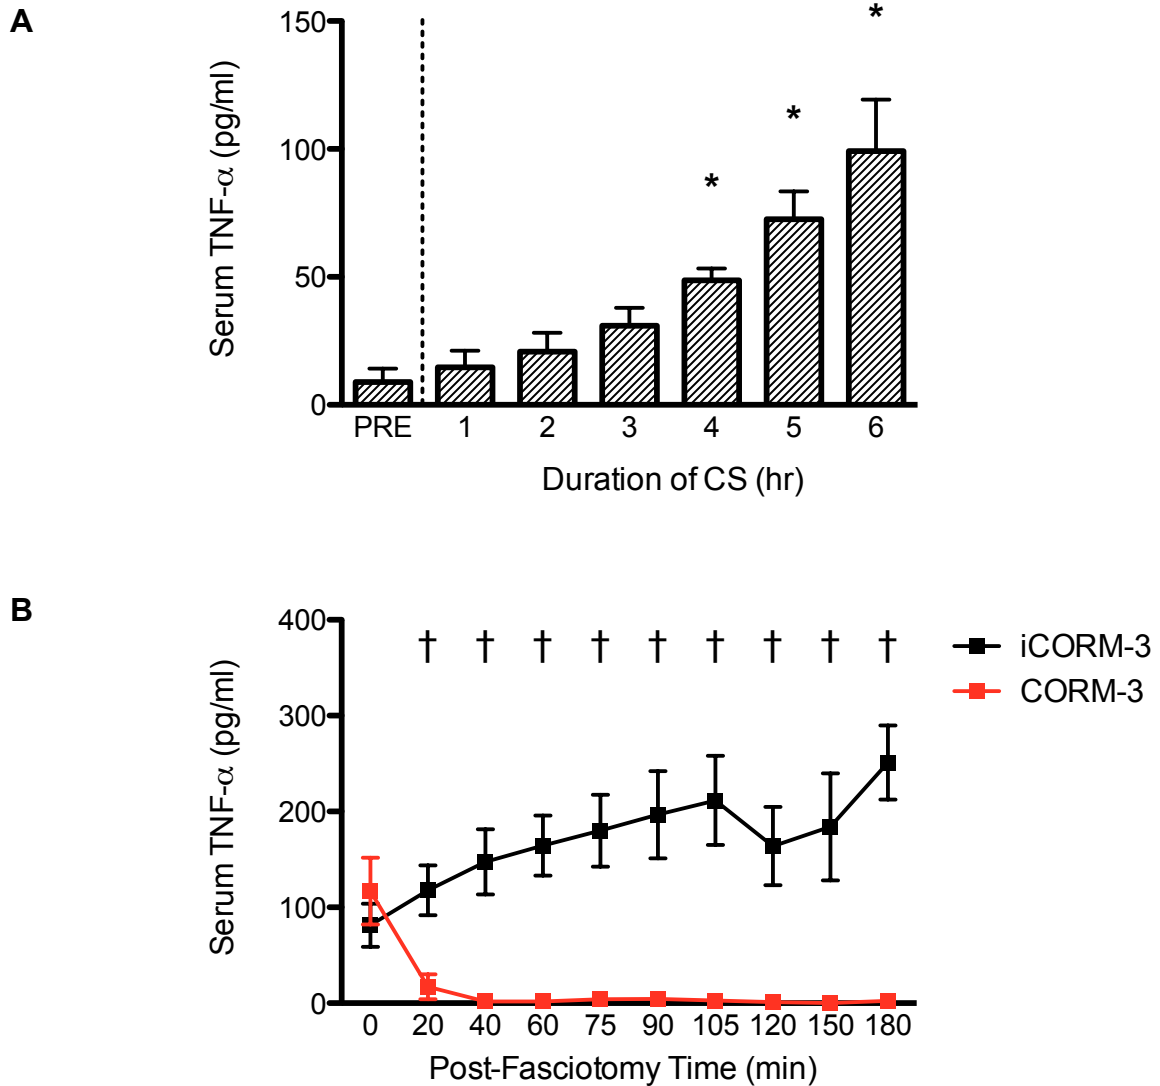 A
Serum TNF-α (pg/ml)
150
100
50
0
*
*
*
PRE 1 2 3 4 5 6
Duration of CS (hr)
B
Serum TNF-α (pg/ml)
400
300
200
100
0
† † † † † † † † †
iCORM-3
CORM-3
0 20 40 60 75 90 105 120 150 180
Post-Fasciotomy Time (min)